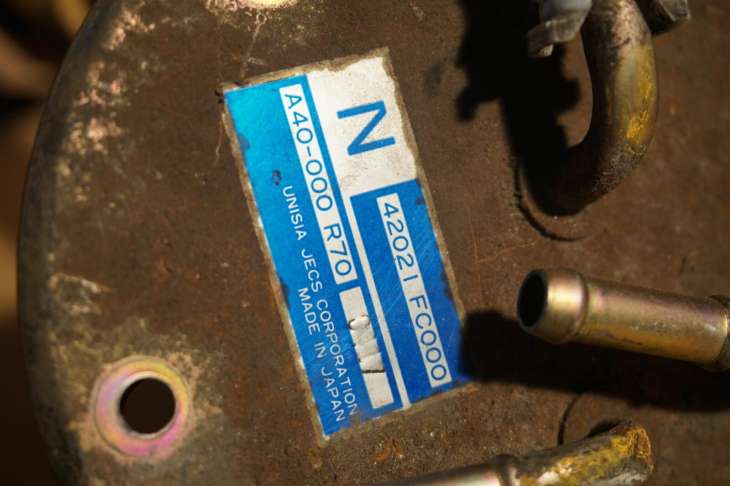 N
42021 FC000
A40-000 R70
UNISIA JECS CORPORATION
MADE IN JAPAN